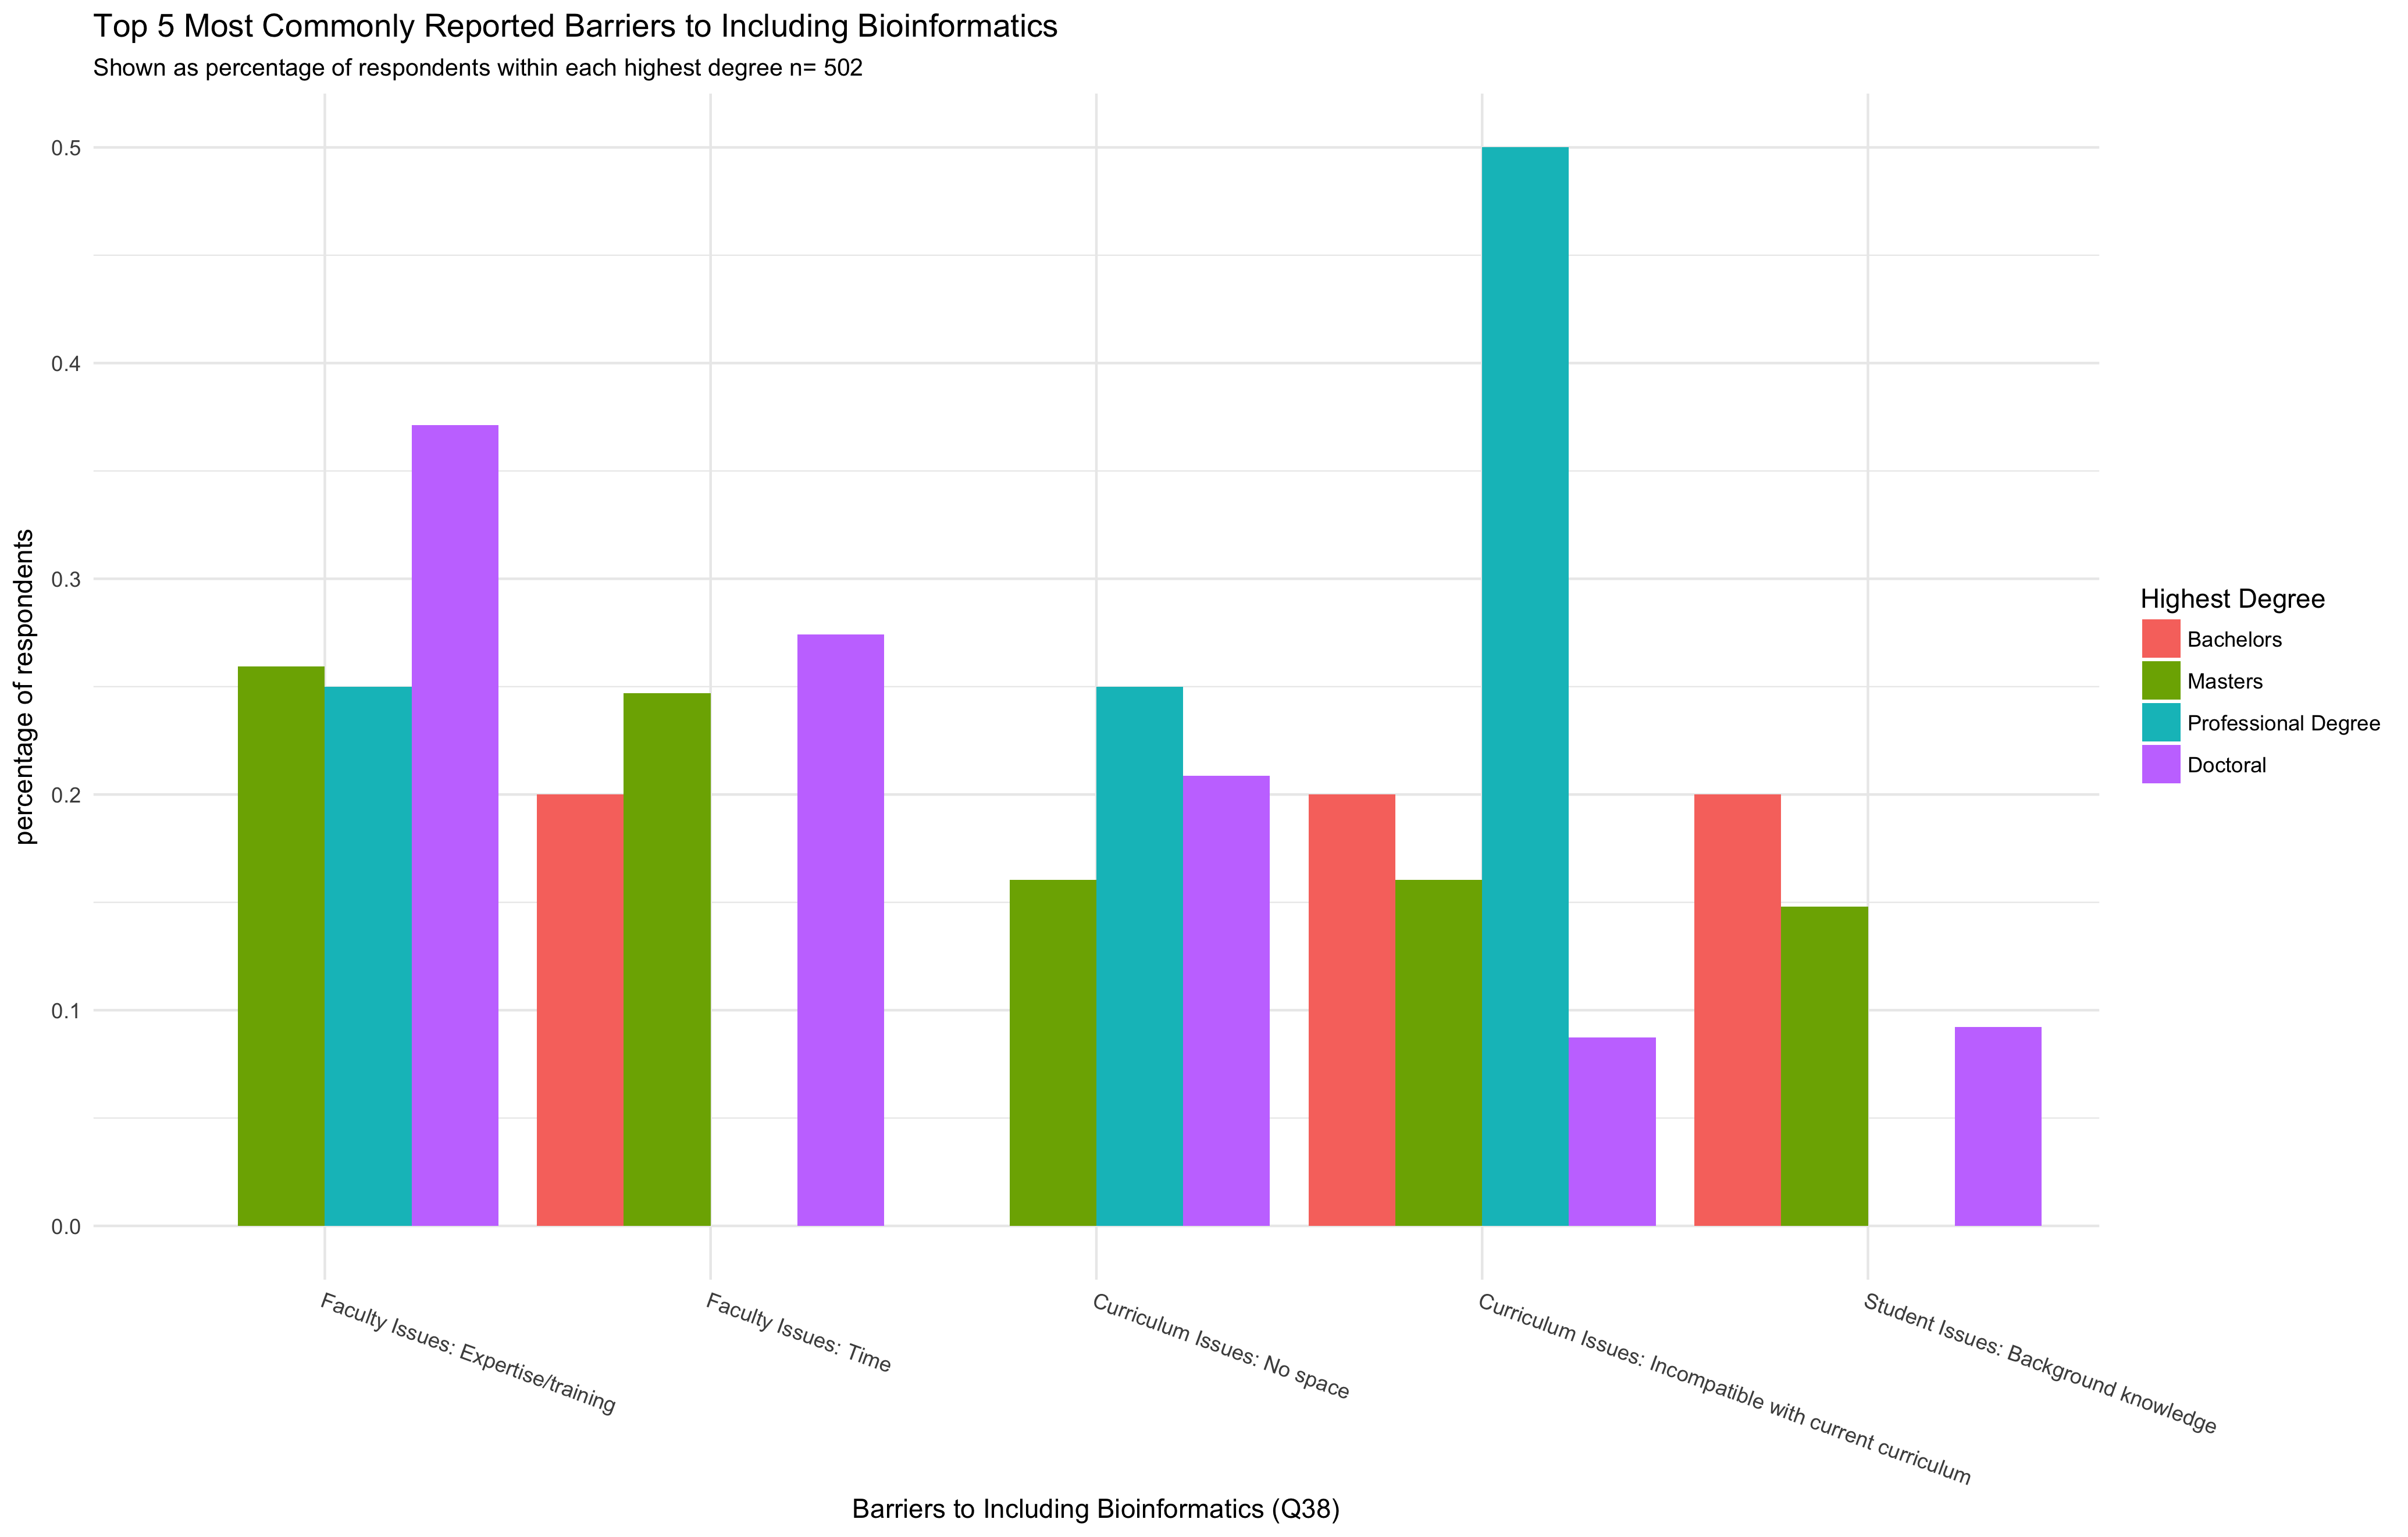 Top 5 Most Commonly Reported Barriers to Including Bioinformatics
Shown as percentage of respondents within each highest degree n= 502
percentage of respondents
0.5
0.4
0.3
0.2
0.1
0.0
Faculty Issues: Expertise/training
Faculty Issues: Time
Curriculum Issues: No space
Curriculum Issues: Incompatible with current curriculum
Student Issues: Background knowledge
Barriers to Including Bioinformatics (Q38)
Highest Degree
Bachelors
Masters
Professional Degree
Doctoral